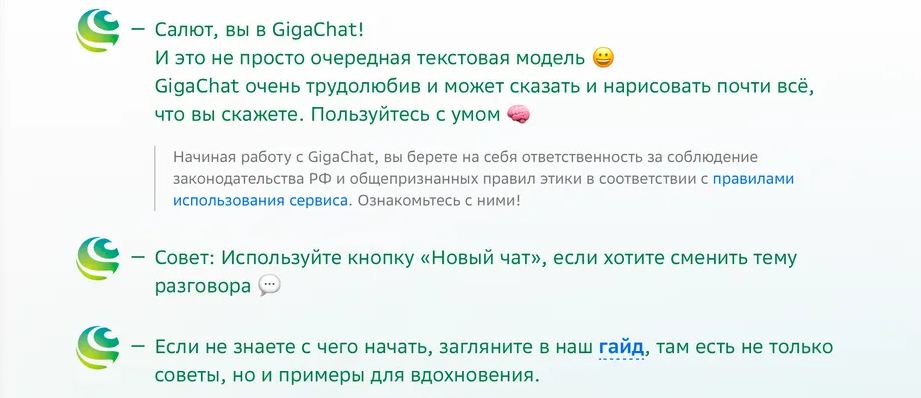 — Салют, вы в GigaChat!
И это не просто очередная текстовая модель 😀
GigaChat очень трудолюбив и может сказать и нарисовать почти всё,
что вы скажете. Пользуйтесь с умом 🧠
Начиная работу с GigaChat, вы берете на себя ответственность за соблюдение
законодательства РФ и общепризнанных правил этики в соответствии с правилами
использования сервиса. Ознакомьтесь с ними!
— Совет: Используйте кнопку «Новый чат», если хотите сменить тему
разговора 💬
— Если не знаете с чего начать, загляните в наш гайд, там есть не только
советы, но и примеры для вдохновения.